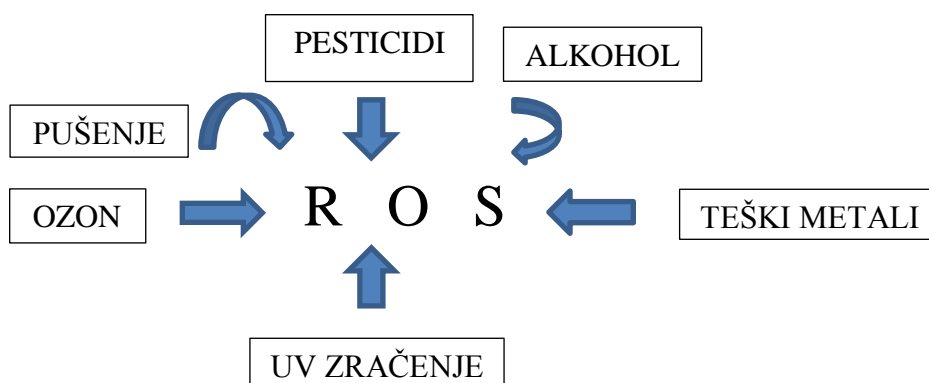 PESTICIDI
ALKOHOL
PUŠENJE
OZON
R O S
TEŠKI METALI
UV ZRAČENJE